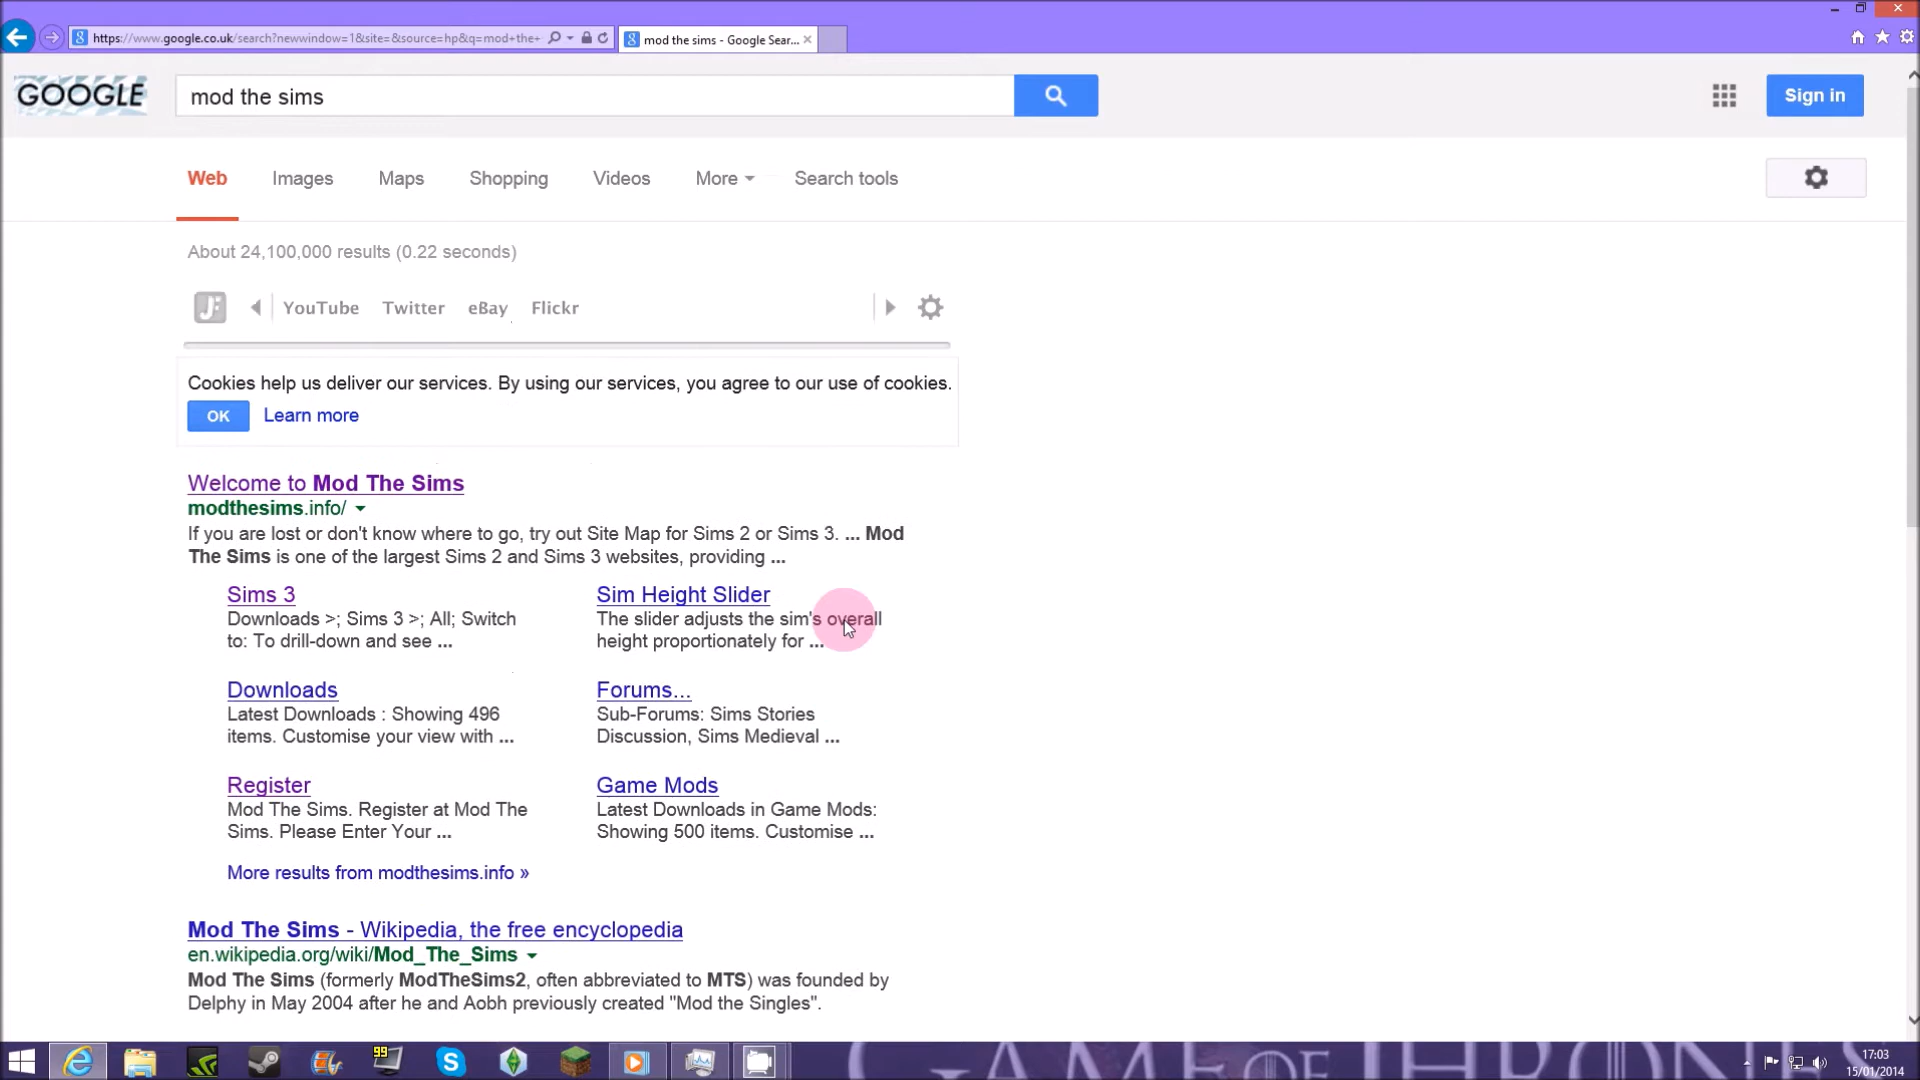 https://www.google.co.uk/search?newwindow=1&site=&source=hp&q=mod+the+
mod the sims - Google Sear...
GOOGLE
mod the sims
Sign in
Web Images Maps Shopping Videos More Search tools
About 24,100,000 results (0.22 seconds)
YouTube Twitter eBay Flickr
Cookies help us deliver our services. By using our services, you agree to our use of cookies.
OK Learn more
Welcome to Mod The Sims
modthesims.info/
If you are lost or don't know where to go, try out Site Map for Sims 2 or Sims 3. ... Mod
The Sims is one of the largest Sims 2 and Sims 3 websites, providing ...
Sims 3
Downloads >; Sims 3 >; All; Switch
to: To drill-down and see ...
Sim Height Slider
The slider adjusts the sim's overall
height proportionately for ...
Downloads
Latest Downloads : Showing 496
items. Customise your view with ...
Forums...
Sub-Forums: Sims Stories
Discussion, Sims Medieval ...
Register
Mod The Sims. Register at Mod The
Sims. Please Enter Your ...
Game Mods
Latest Downloads in Game Mods:
Showing 500 items. Customise ...
More results from modthesims.info »
Mod The Sims - Wikipedia, the free encyclopedia
en.wikipedia.org/wiki/Mod_The_Sims
Mod The Sims (formerly ModTheSims2, often abbreviated to MTS) was founded by
Delphy in May 2004 after he and Aobh previously created "Mod the Singles".
99
GAME OF THRONES
17:03
15/01/2014